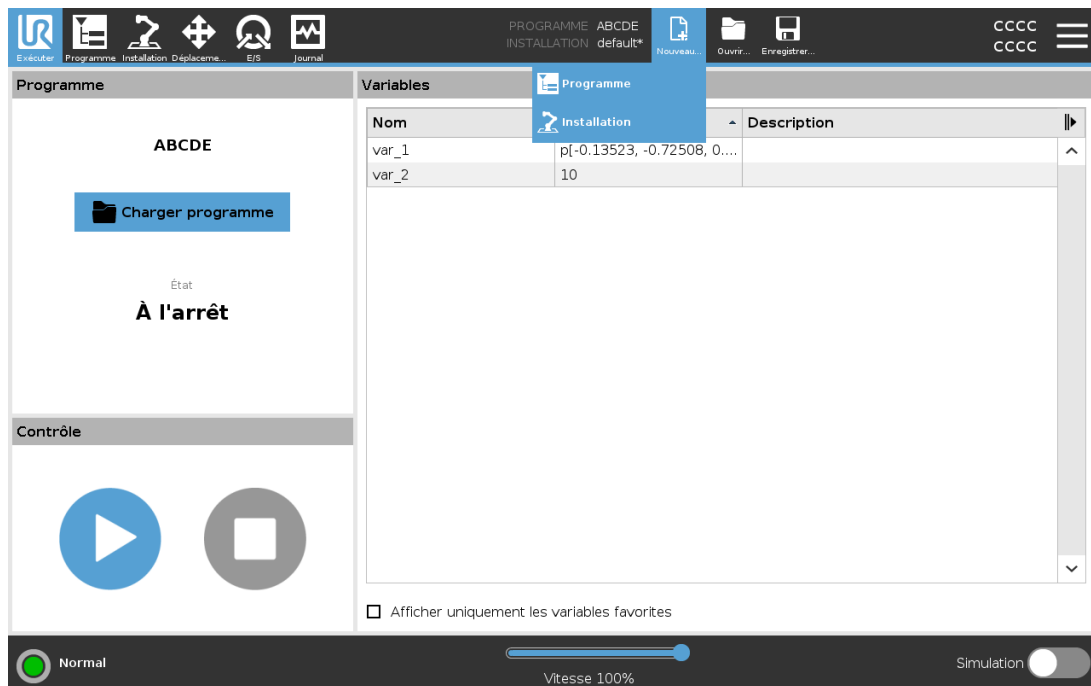 PROGRAMME ABCDE
INSTALLATION default*
CCCC
CCCC
Exécuter Programme Installation Déplaceme... E/S Journal Nouveau... Ouvrir... Enregistrer...
Programme
Installation
Programme
ABCDE
Charger programme
État
À l'arrêt
Contrôle
Variables
Nom Description
var_1 p[-0.13523, -0.72508, 0....
var_2 10
Afficher uniquement les variables favorites
Normal
Vitesse 100%
Simulation